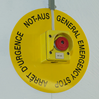 NOT-AUS
GENERAL EMERGENCY STOP
ARRET D'URGENCE